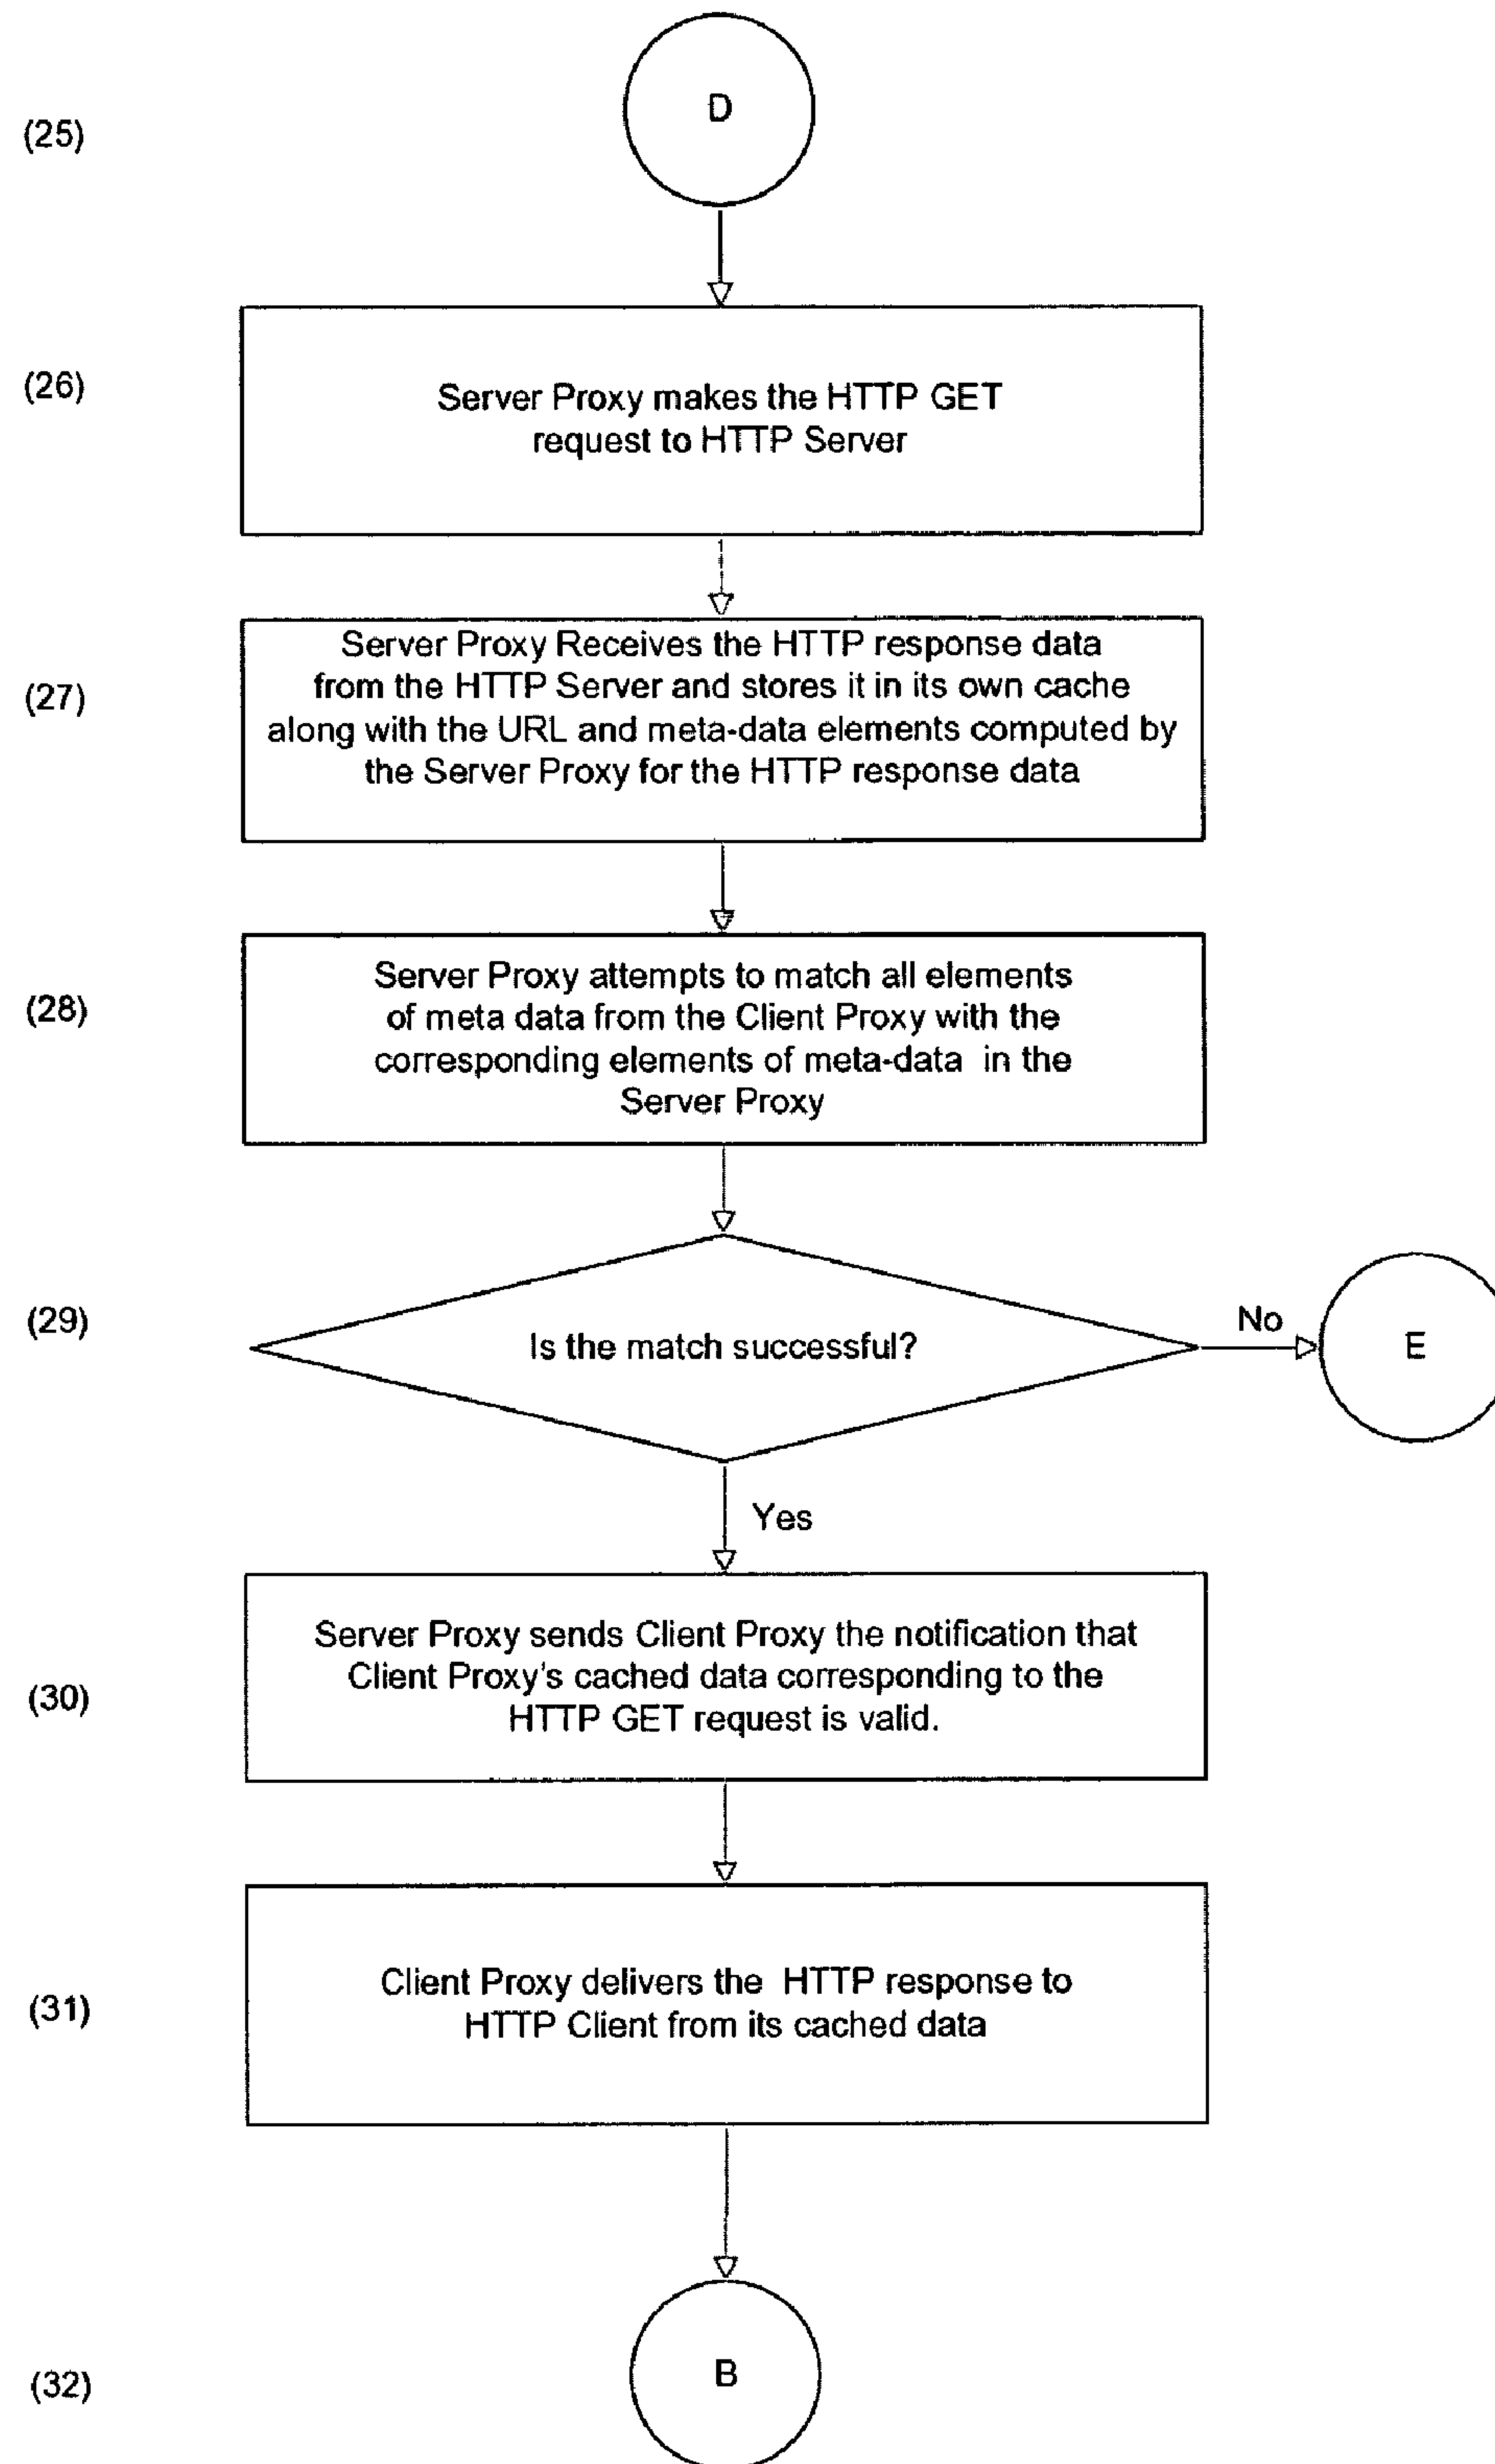 (25)
D
(26)
Server Proxy makes the HTTP GET
request to HTTP Server
(27)
Server Proxy Receives the HTTP response data
from the HTTP Server and stores it in its own cache
along with the URL and meta-data elements computed by
the Server Proxy for the HTTP response data
(28)
Server Proxy attempts to match all elements
of meta data from the Client Proxy with the
corresponding elements of meta-data in the
Server Proxy
(29)
Is the match successful?
No
E
Yes
(30)
Server Proxy sends Client Proxy the notification that
Client Proxy's cached data corresponding to the
HTTP GET request is valid.
(31)
Client Proxy delivers the HTTP response to
HTTP Client from its cached data
(32)
B